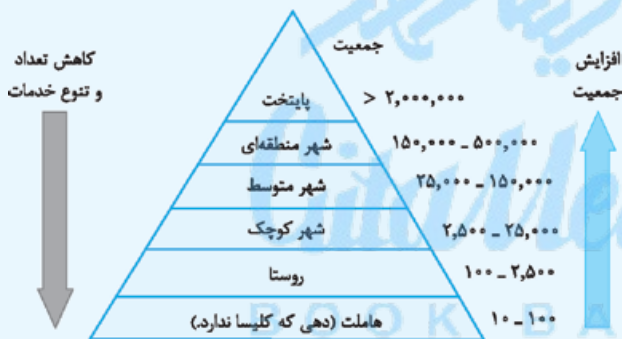 جمعیت
افزایش
جمعیت
کاهش تعداد
و تنوع خدمات
پایتخت > ۲,۰۰۰,۰۰۰
شهر منطقه‌ای ۱۵۰,۰۰۰ - ۵۰۰,۰۰۰
شهر متوسط ۲۵,۰۰۰ - ۱۵۰,۰۰۰
شهر کوچک ۲,۵۰۰ - ۲۵,۰۰۰
روستا ۱۰۰ - ۲,۵۰۰
هاملت (دهی که کلیسا ندارد.) ۱۰ - ۱۰۰
BOOK BA